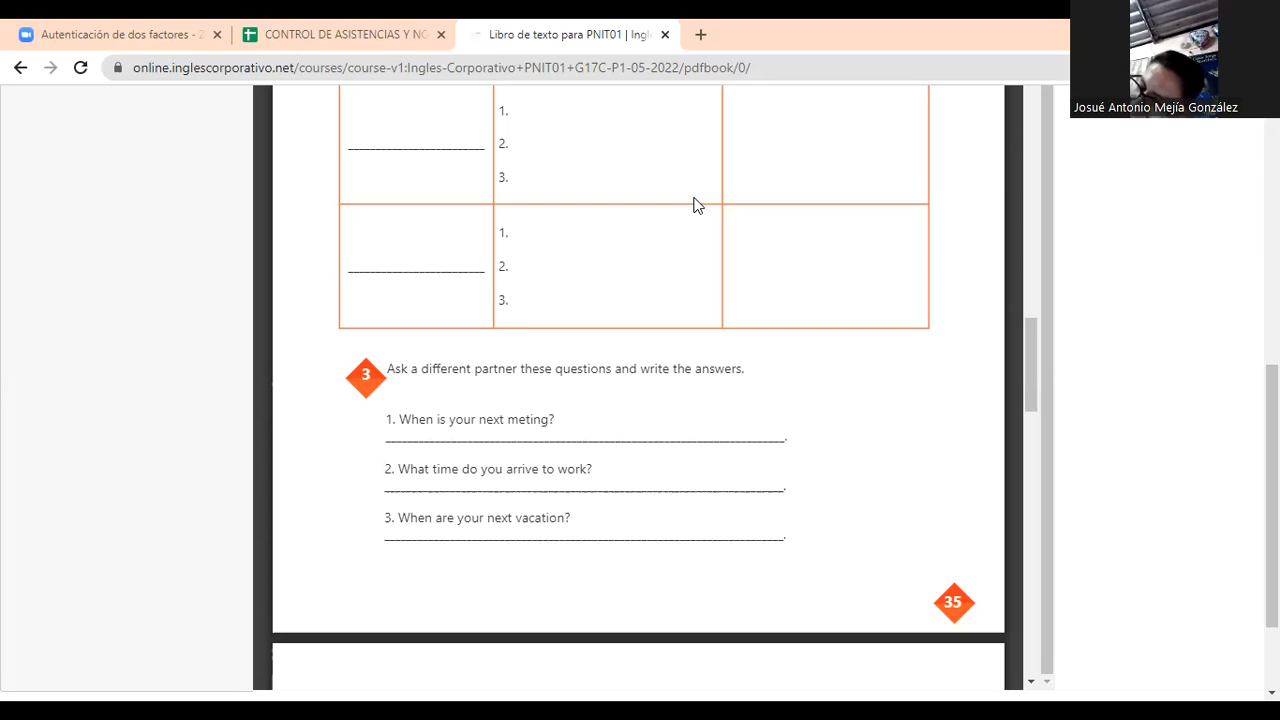 Autenticación de dos factores - Z
CONTROL DE ASISTENCIAS Y NO
Libro de texto para PNIT01 | Ingle
online.inglescorporativo.net/courses/course-v1:Ingles-Corporativo+PNIT01+G17C-P1-05-2022/pdfbook/0/
Josué Antonio Mejía González
1.
2.
3.
1.
2.
3.
3 Ask a different partner these questions and write the answers.
1. When is your next meting?
2. What time do you arrive to work?
3. When are your next vacation?
35